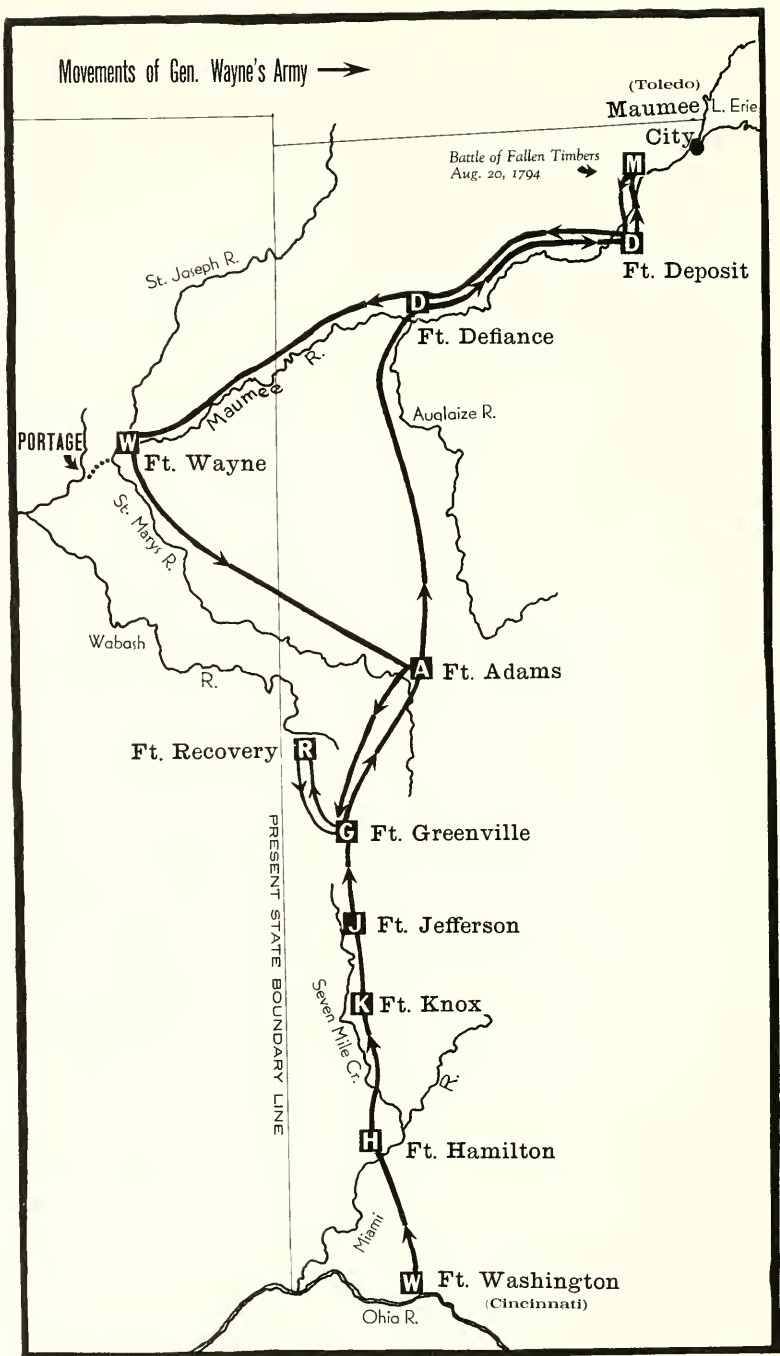 Movements of Gen. Wayne's Army
(Toledo)
Maumee
City
L. Erie
Battle of Fallen Timbers
Aug. 20, 1794
M
D
Ft. Deposit
St. Joseph R.
D
Ft. Defiance
Maumee R.
Auglaize R.
PORTAGE
W
Ft. Wayne
St. Marys R.
Wabash
R.
A
Ft. Adams
Ft. Recovery
R
G
Ft. Greenville
PRESENT STATE BOUNDARY LINE
J
Ft. Jefferson
K
Ft. Knox
Seven Mile Cr.
R.
H
Ft. Hamilton
Miami
W
Ft. Washington
(Cincinnati)
Ohio R.